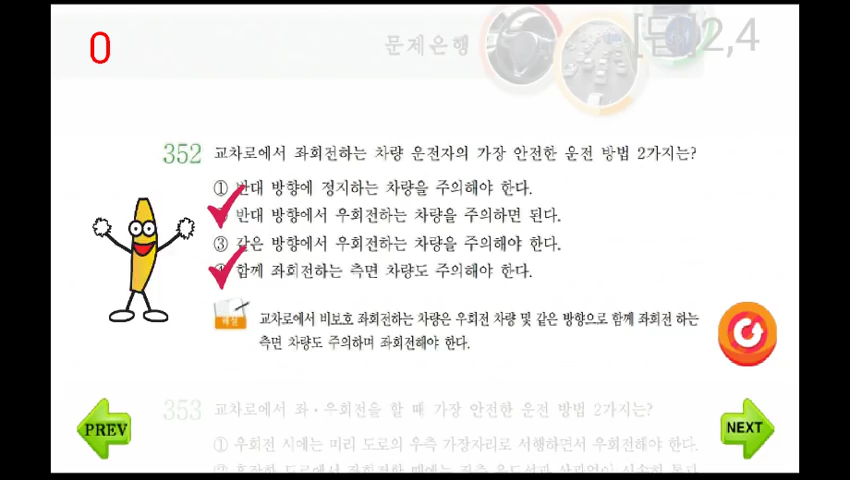 0
문제은행
[답]2,4
352 교차로에서 좌회전하는 차량 운전자의 가장 안전한 운전 방법 2가지는?
① 반대 방향에 정지하는 차량을 주의해야 한다.
② 반대 방향에서 우회전하는 차량을 주의하면 된다.
③ 같은 방향에서 우회전하는 차량을 주의해야 한다.
④ 함께 좌회전하는 측면 차량도 주의해야 한다.
해설 교차로에서 비보호 좌회전하는 차량은 우회전 차량 및 같은 방향으로 함께 좌회전 하는
측면 차량도 주의하며 좌회전해야 한다.
353 교차로에서 좌·우회전을 할 때 가장 안전한 운전 방법 2가지는?
① 우회전 시에는 미리 도로의 우측 가장자리로 서행하면서 우회전해야 한다.
PREV
NEXT